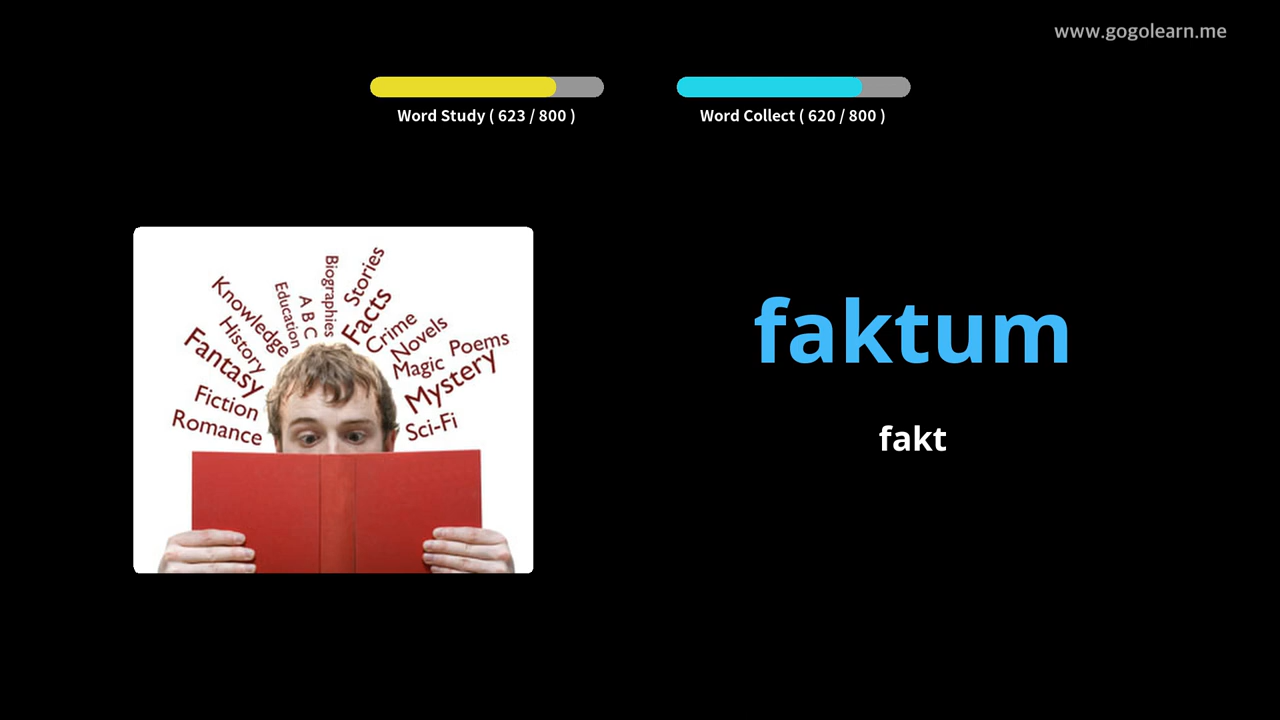 www.gogolearn.me
Word Study ( 623 / 800 )
Word Collect ( 620 / 800 )
Knowledge
Education
A B C
Biographies
Stories
Facts
History
Crime
Novels
Fantasy
Magic
Poems
Mystery
Fiction
Romance
Sci-Fi
faktum
fakt